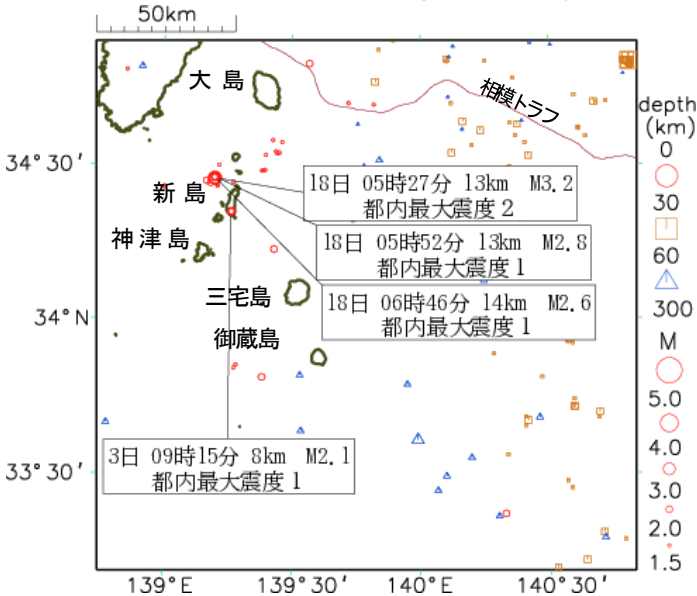 50km
大島
相模トラフ
depth
(km)
0
30
60
300
M
5.0
4.0
3.0
2.0
1.5
34°30′
34°N
33°30′
新島
神津島
三宅島
御蔵島
18日 05時27分 13km M3.2
都内最大震度2
18日 05時52分 13km M2.8
都内最大震度1
18日 06時46分 14km M2.6
都内最大震度1
3日 09時15分 8km M2.1
都内最大震度1
139°E
139°30′
140°E
140°30′